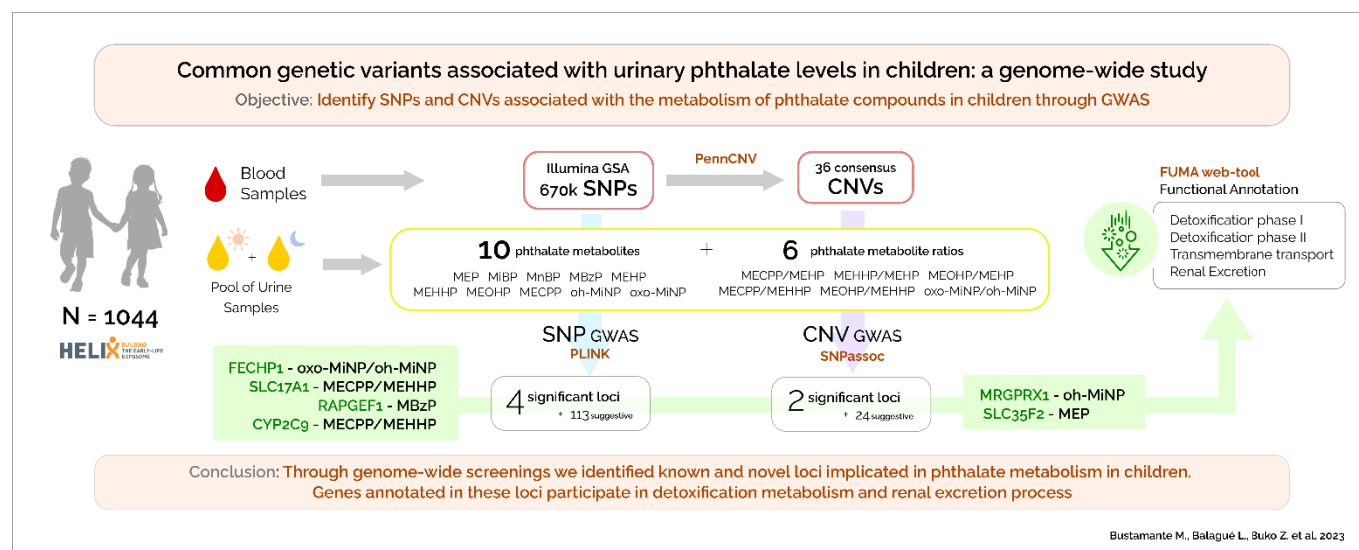 Common genetic variants associated with urinary phthalate levels in children: a genome-wide study
Objective: Identify SNPs and CNVs associated with the metabolism of phthalate compounds in children through GWAS
Blood
Samples
Illumina GSA
670k SNPs
PennCNV
36 consensus
CNVs
FUMA web-tool
Functional Annotation
Detoxification phase I
Detoxification phase II
Transmembrane transport
Renal Excretion
+
Pool of Urine
Samples
10 phthalate metabolites
MEP MiBP MnBP MBzP MEHP
MEHHP MEOHP MECPP oh-MiNP oxo-MiNP
+
6 phthalate metabolite ratios
MECPP/MEHP MEHHP/MEHP MEOHP/MEHP
MECPP/MEHHP MEOHP/MEHHP oxo-MiNP/oh-MiNP
N = 1044
HELIX BUILDING
THE EARLY-LIFE
EXPOSOME
SNP GWAS
PLINK
CNV GWAS
SNPassoc
FECHP1 - oxo-MiNP/oh-MiNP
SLC17A1 - MECPP/MEHHP
RAPGEF1 - MBzP
CYP2C9 - MECPP/MEHHP
4 significant loci
+ 113 suggestive
2 significant loci
+ 24 suggestive
MRGPRX1 - oh-MiNP
SLC35F2 - MEP
Conclusion: Through genome-wide screenings we identified known and novel loci implicated in phthalate metabolism in children.
Genes annotated in these loci participate in detoxification metabolism and renal excretion process
Bustamante M., Balagué L., Buko Z. et al. 2023